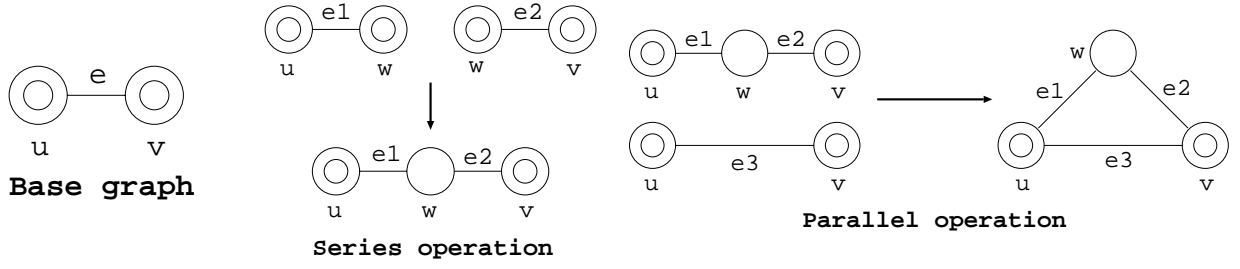 e
u v
Base graph
e1 e2
u w w v
e1 e2
u w v
Series operation
e1 e2
u w v
e3
u v
w
e1 e2
e3
u v
Parallel operation